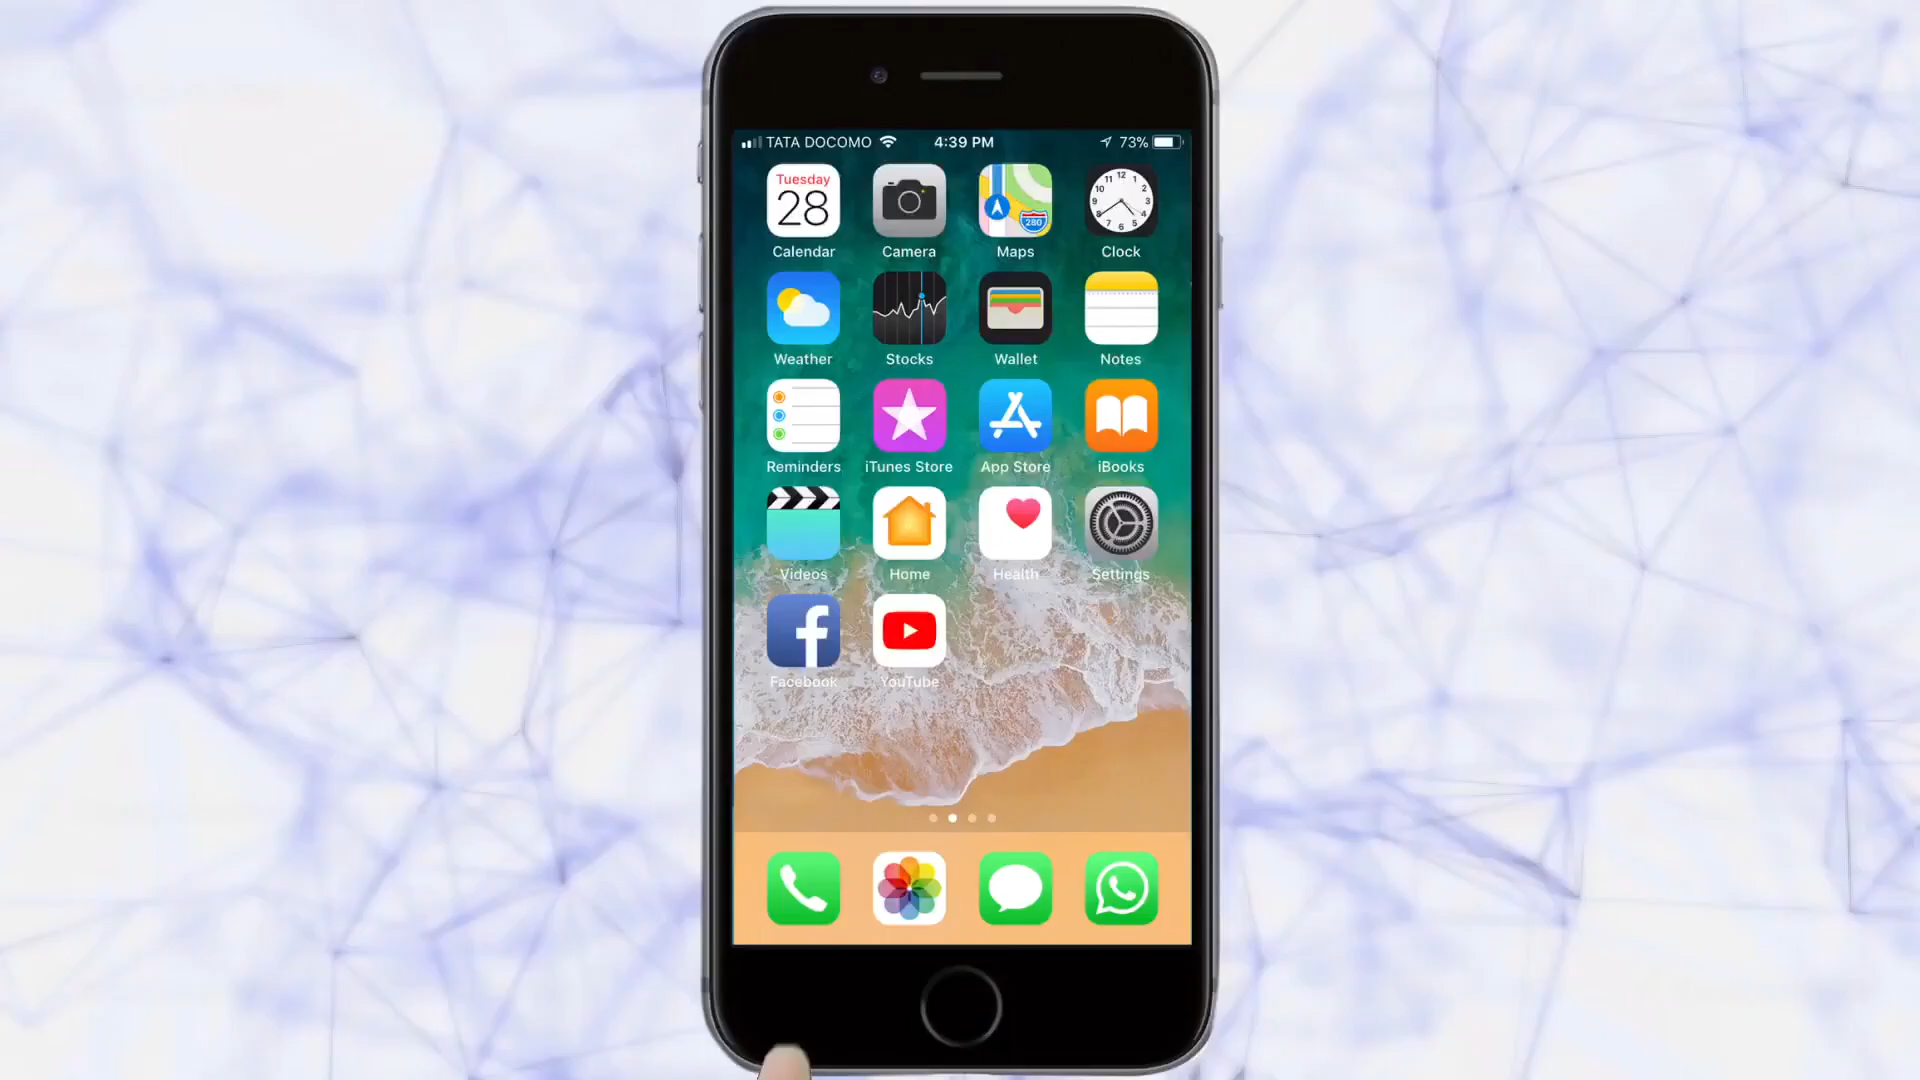 TATA DOCOMO 4:39 PM 73%
Tuesday
28
280
Calendar Camera Maps Clock
Weather Stocks Wallet Notes
Reminders iTunes Store App Store iBooks
Videos Home Health Settings
Facebook YouTube